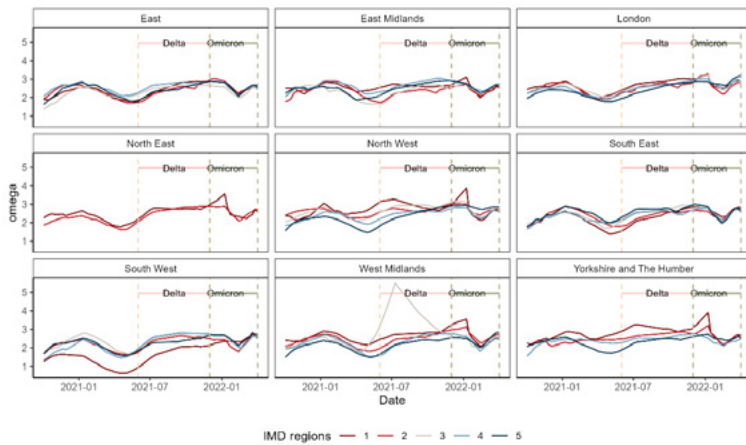 East East Midlands London
5 Delta Omicron Delta Omicron Delta Omicron
4
3
2
1
North East North West South East
5 Delta Omicron Delta Omicron Delta Omicron
4
3
2
1
omega
South West West Midlands Yorkshire and The Humber
5 Delta Omicron Delta Omicron Delta Omicron
4
3
2
1
2021-01 2021-07 2022-01 2021-01 2021-07 2022-01 2021-01 2021-07 2022-01
Date
IMD regions 1 2 3 4 5